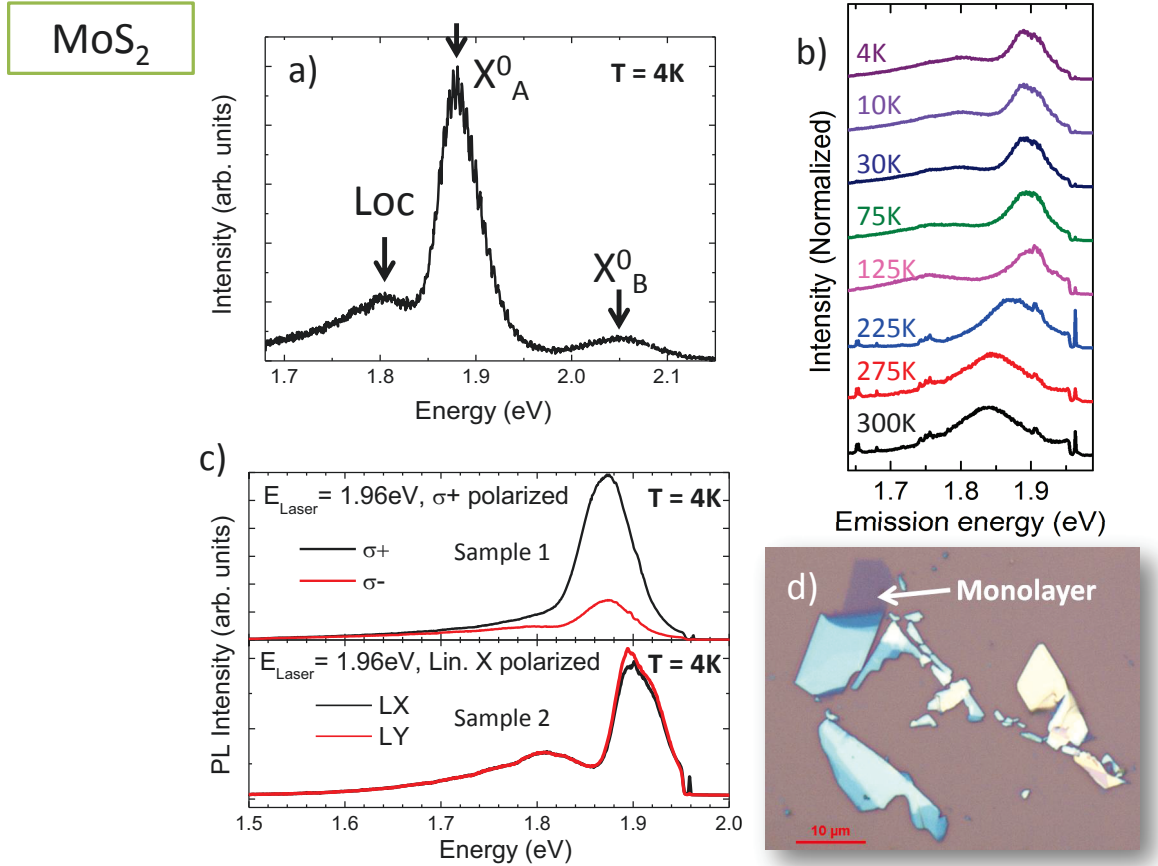 MoS2
a)
X⁰A
T = 4K
Loc
X⁰B
Intensity (arb. units)
1.7 1.8 1.9 2.0 2.1
Energy (eV)
b)
4K
10K
30K
75K
125K
225K
275K
300K
Intensity (Normalized)
1.7 1.8 1.9
Emission energy (eV)
c)
ELaser= 1.96eV, σ+ polarized
T = 4K
σ+
Sample 1
σ-
ELaser= 1.96eV, Lin. X polarized
T = 4K
LX
Sample 2
LY
PL Intensity (arb. units)
1.5 1.6 1.7 1.8 1.9 2.0
Energy (eV)
d)
Monolayer
10 µm